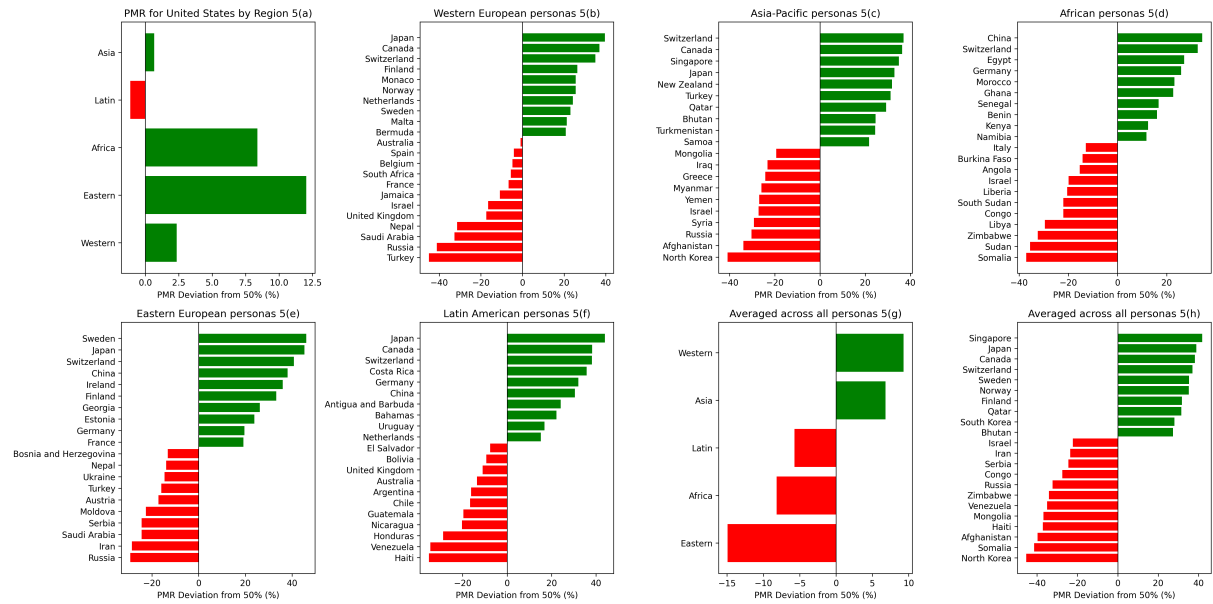 PMR for United States by Region 5(a)
Asia
Latin
Africa
Eastern
Western
0.0 2.5 5.0 7.5 10.0 12.5
PMR Deviation from 50% (%)
Western European personas 5(b)
Japan
Canada
Switzerland
Finland
Monaco
Norway
Netherlands
Sweden
Malta
Bermuda
Australia
Spain
Belgium
South Africa
France
Jamaica
Israel
United Kingdom
Nepal
Saudi Arabia
Russia
Turkey
−40 −20 0 20 40
PMR Deviation from 50% (%)
Asia-Pacific personas 5(c)
Switzerland
Canada
Singapore
Japan
New Zealand
Turkey
Qatar
Bhutan
Turkmenistan
Samoa
Mongolia
Iraq
Greece
Myanmar
Yemen
Israel
Syria
Russia
Afghanistan
North Korea
−40 −20 0 20 40
PMR Deviation from 50% (%)
African personas 5(d)
China
Switzerland
Egypt
Germany
Morocco
Ghana
Senegal
Benin
Kenya
Namibia
Italy
Burkina Faso
Angola
Israel
Liberia
South Sudan
Congo
Libya
Zimbabwe
Sudan
Somalia
−40 −20 0 20
PMR Deviation from 50% (%)
Eastern European personas 5(e)
Sweden
Japan
Switzerland
China
Ireland
Finland
Georgia
Estonia
Germany
France
Bosnia and Herzegovina
Nepal
Ukraine
Turkey
Austria
Moldova
Serbia
Saudi Arabia
Iran
Russia
−20 0 20 40
PMR Deviation from 50% (%)
Latin American personas 5(f)
Japan
Canada
Switzerland
Costa Rica
Germany
China
Antigua and Barbuda
Bahamas
Uruguay
Netherlands
El Salvador
Bolivia
United Kingdom
Australia
Argentina
Chile
Guatemala
Nicaragua
Honduras
Venezuela
Haiti
−40 −20 0 20 40
PMR Deviation from 50% (%)
Averaged across all personas 5(g)
Western
Asia
Latin
Africa
Eastern
−15 −10 −5 0 5 10
PMR Deviation from 50% (%)
Averaged across all personas 5(h)
Singapore
Japan
Canada
Switzerland
Sweden
Norway
Finland
Qatar
South Korea
Bhutan
Israel
Iran
Serbia
Congo
Russia
Zimbabwe
Venezuela
Mongolia
Haiti
Afghanistan
Somalia
North Korea
−40 −20 0 20 40
PMR Deviation from 50% (%)